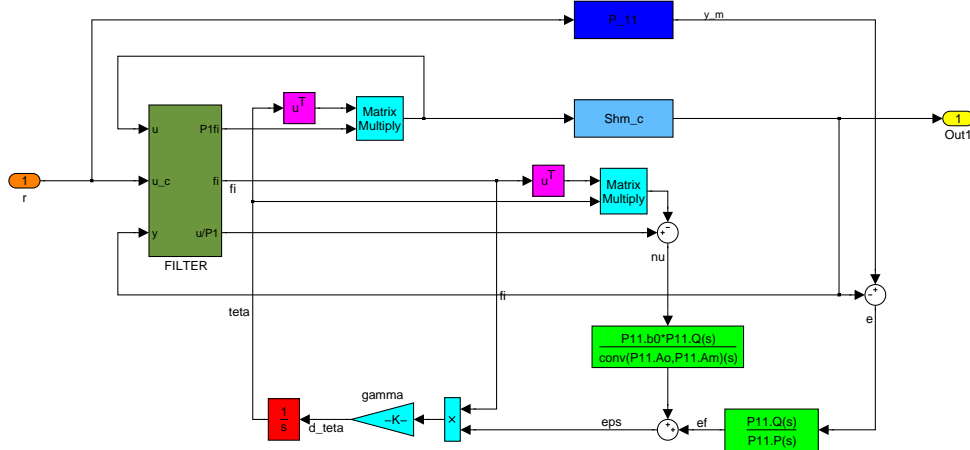 P_11
y_m
u^T
Matrix
Multiply
Shm_c
1
Out1
u
P1fi
1
r
u_c
fi
fi
u^T
Matrix
Multiply
y
u/P1
FILTER
nu
fi
teta
e
P11.b0*P11.Q(s)
conv(P11.Ao,P11.Am)(s)
gamma
1
s
d_teta
-K-
×
eps
ef
P11.Q(s)
P11.P(s)